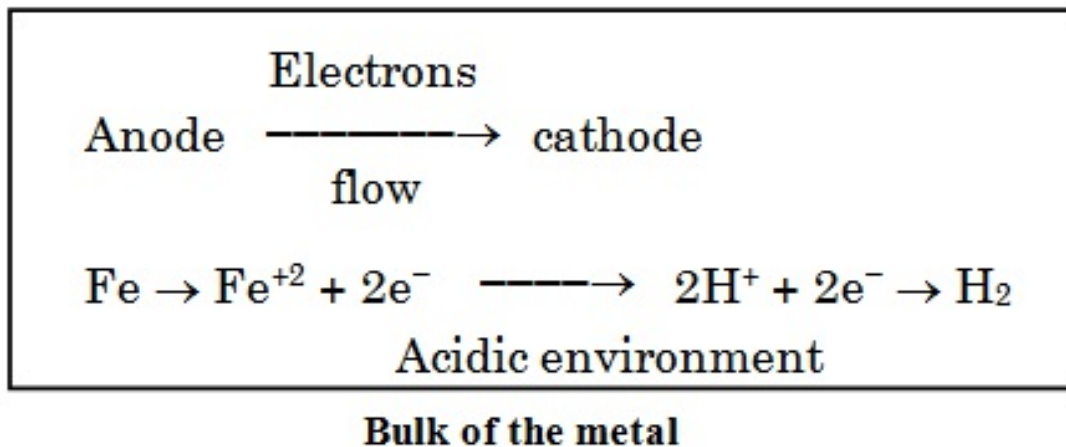 Electrons
Anode -------→ cathode
flow
Fe → Fe⁺² + 2e⁻ ----→ 2H⁺ + 2e⁻ → H₂
Acidic environment
Bulk of the metal